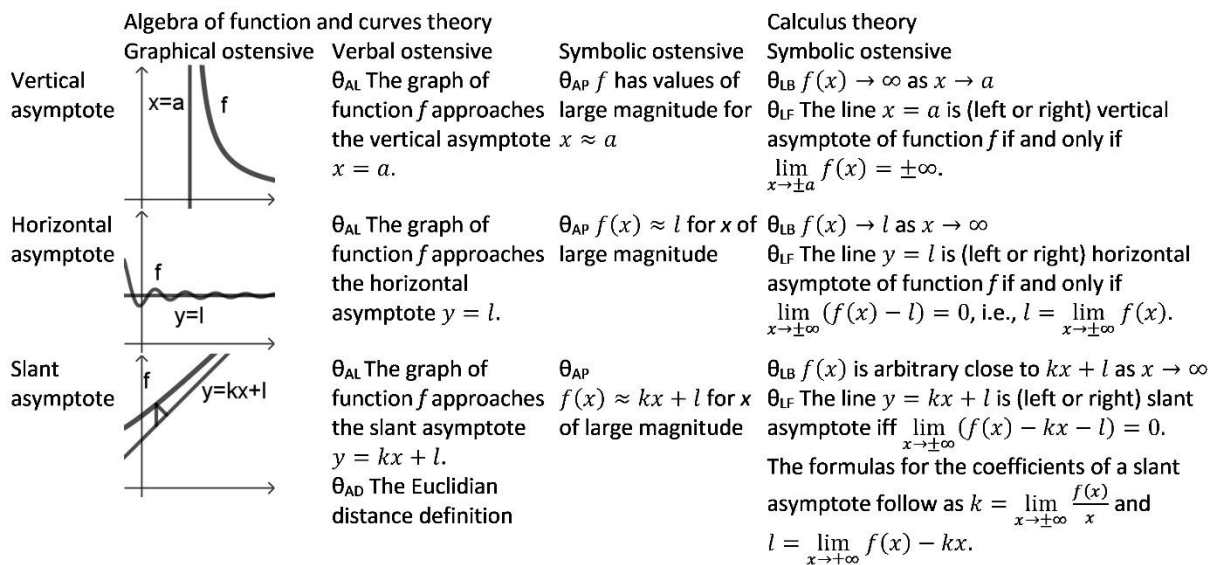 Algebra of function and curves theory
Calculus theory
Graphical ostensive
Verbal ostensive
Symbolic ostensive
Symbolic ostensive
Vertical
asymptote
x=a
f
θAL The graph of
function f approaches
the vertical asymptote
x = a.
θAP f has values of
large magnitude for
x ≈ a
θLB f(x) → ∞ as x → a
θLF The line x = a is (left or right) vertical
asymptote of function f if and only if
lim x→±a f(x) = ±∞.
Horizontal
asymptote
f
y=l
θAL The graph of
function f approaches
the horizontal
asymptote y = l.
θAP f(x) ≈ l for x of
large magnitude
θLB f(x) → l as x → ∞
θLF The line y = l is (left or right) horizontal
asymptote of function f if and only if
lim x→±∞ (f(x) − l) = 0, i.e., l = lim x→±∞ f(x).
Slant
asymptote
f
y=kx+l
θAL The graph of
function f approaches
the slant asymptote
y = kx + l.
θAD The Euclidian
distance definition
θAP
f(x) ≈ kx + l for x
of large magnitude
θLB f(x) is arbitrary close to kx + l as x → ∞
θLF The line y = kx + l is (left or right) slant
asymptote iff lim x→±∞ (f(x) − kx − l) = 0.
The formulas for the coefficients of a slant
asymptote follow as k = lim x→±∞ f(x)/x and
l = lim x→±∞ f(x) − kx.